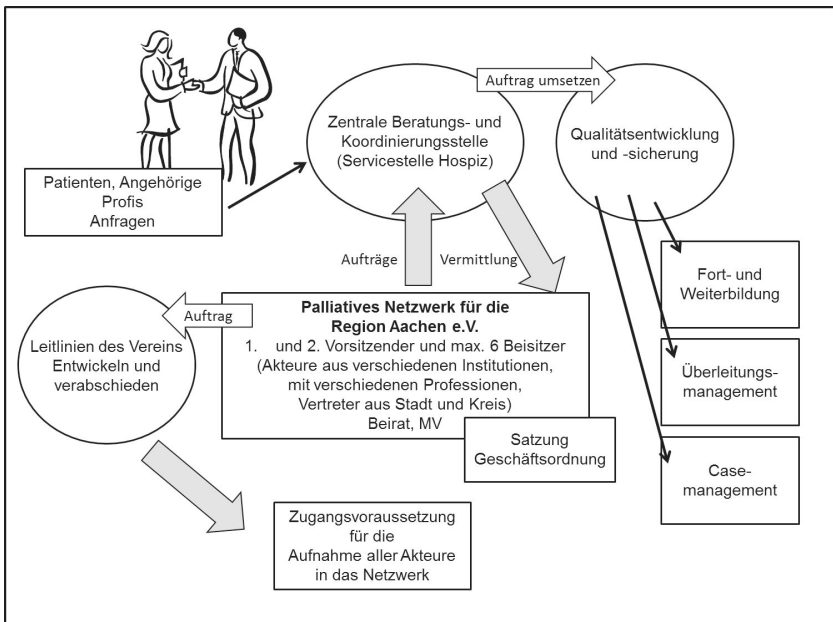 Auftrag umsetzen
Zentrale Beratungs- und
Koordinierungsstelle
(Servicestelle Hospiz)
Qualitätsentwicklung
und -sicherung
Patienten, Angehörige
Profis
Anfragen
Aufträge
Vermittlung
Fort- und
Weiterbildung
Auftrag
Palliatives Netzwerk für die
Region Aachen e.V.
1. und 2. Vorsitzender und max. 6 Beisitzer
(Akteure aus verschiedenen Institutionen,
mit verschiedenen Professionen,
Vertreter aus Stadt und Kreis)
Beirat, MV
Leitlinien des Vereins
Entwickeln und
verabschieden
Überleitungs-
management
Satzung
Geschäftsordnung
Case-
management
Zugangsvoraussetzung
für die
Aufnahme aller Akteure
in das Netzwerk